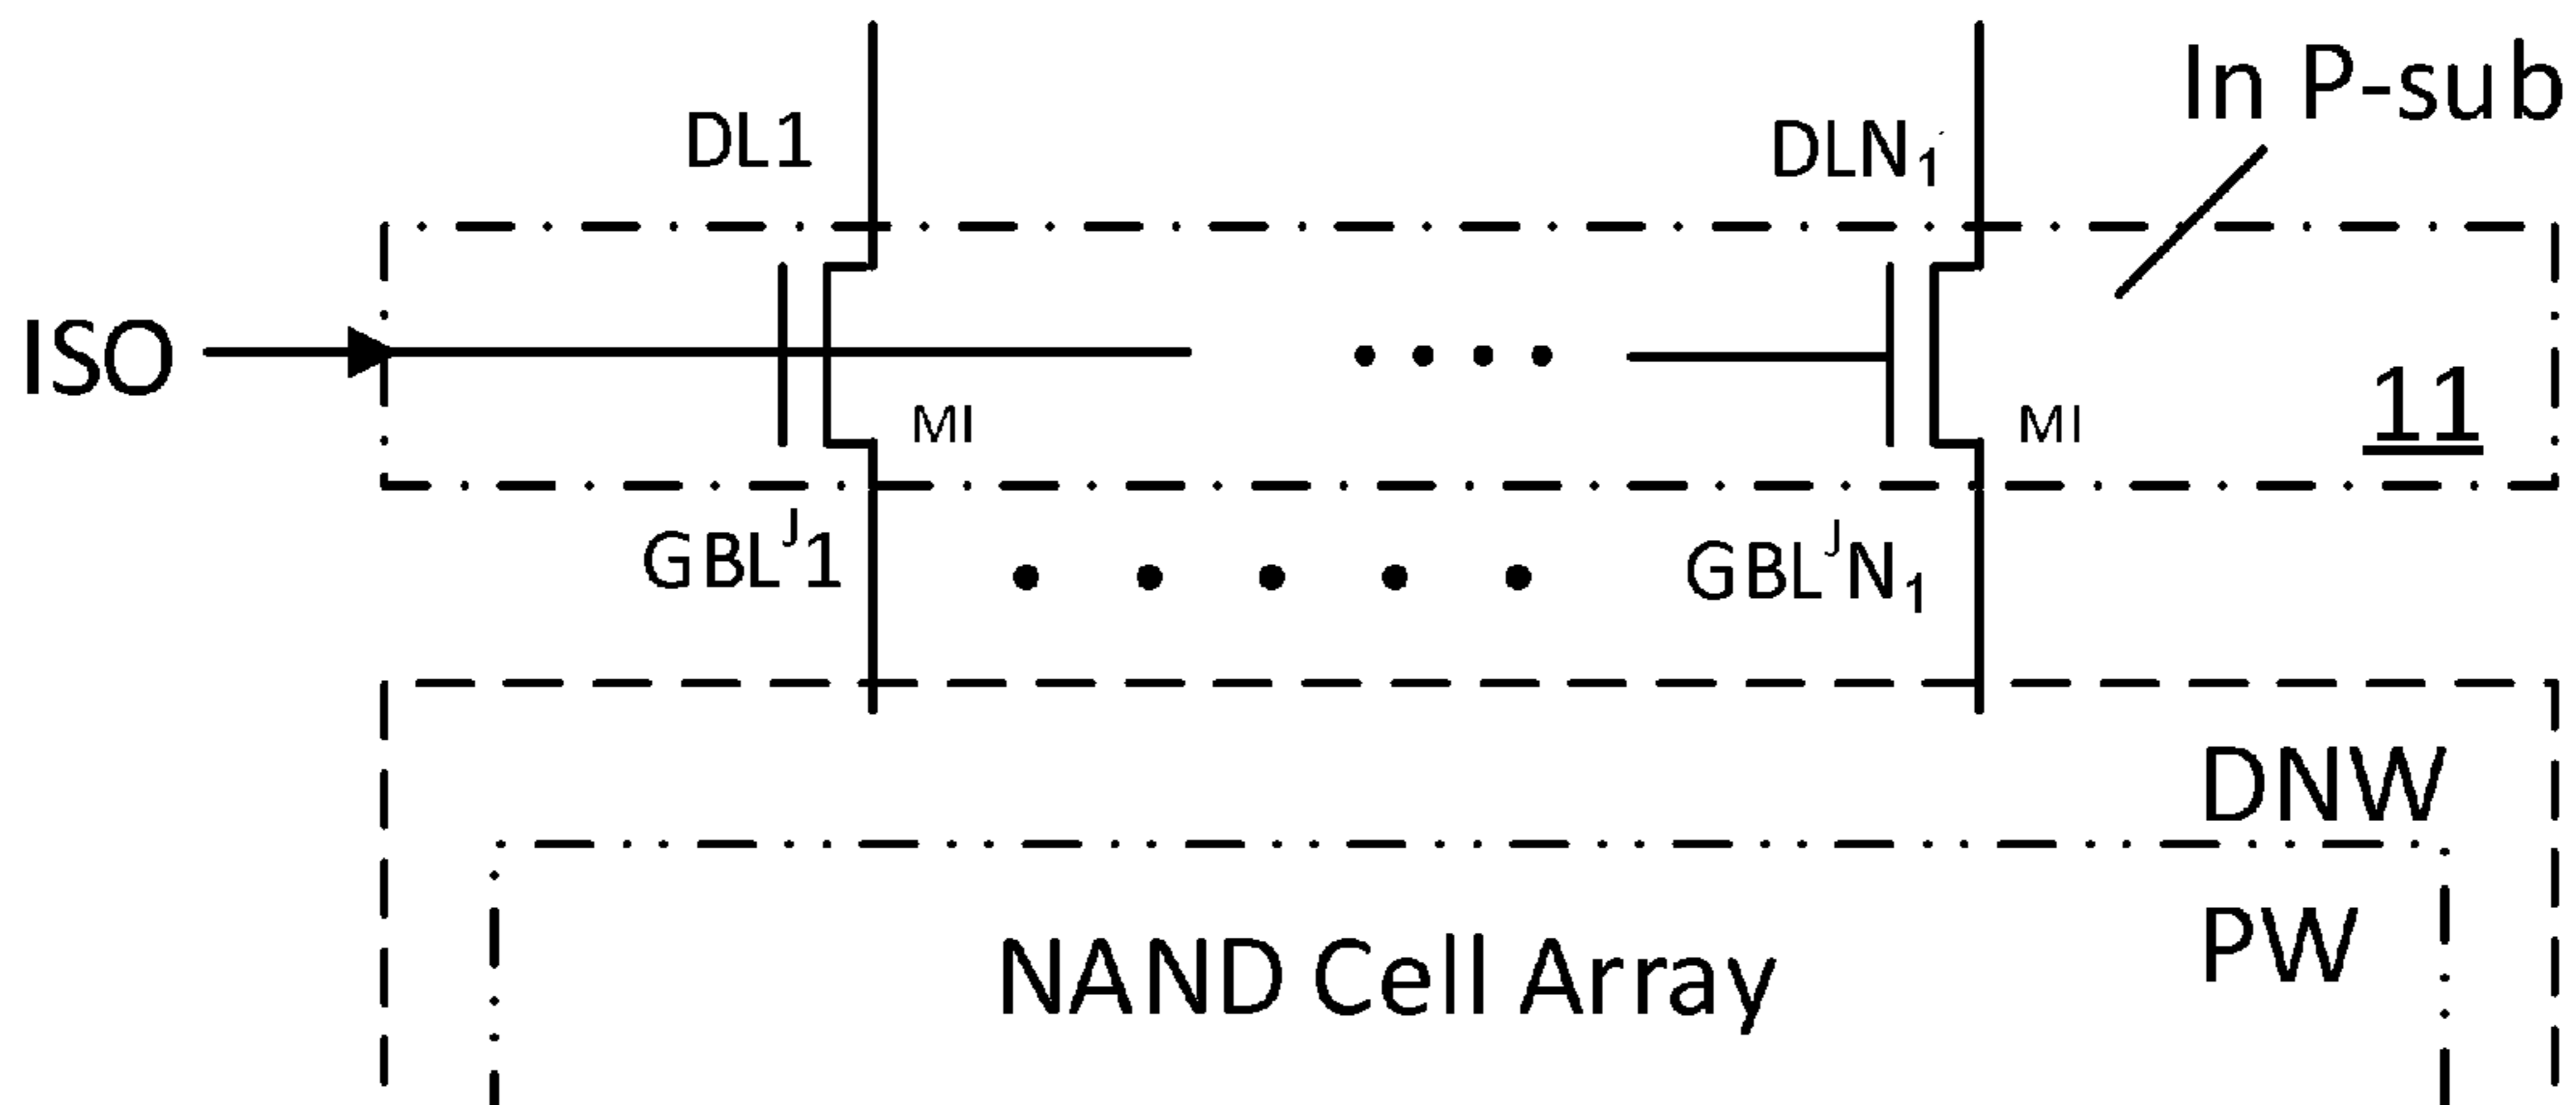 In P-sub
DL1
DLN₁
ISO
MI
MI
11
GBLᴶ1
GBLᴶN₁
DNW
PW
NAND Cell Array